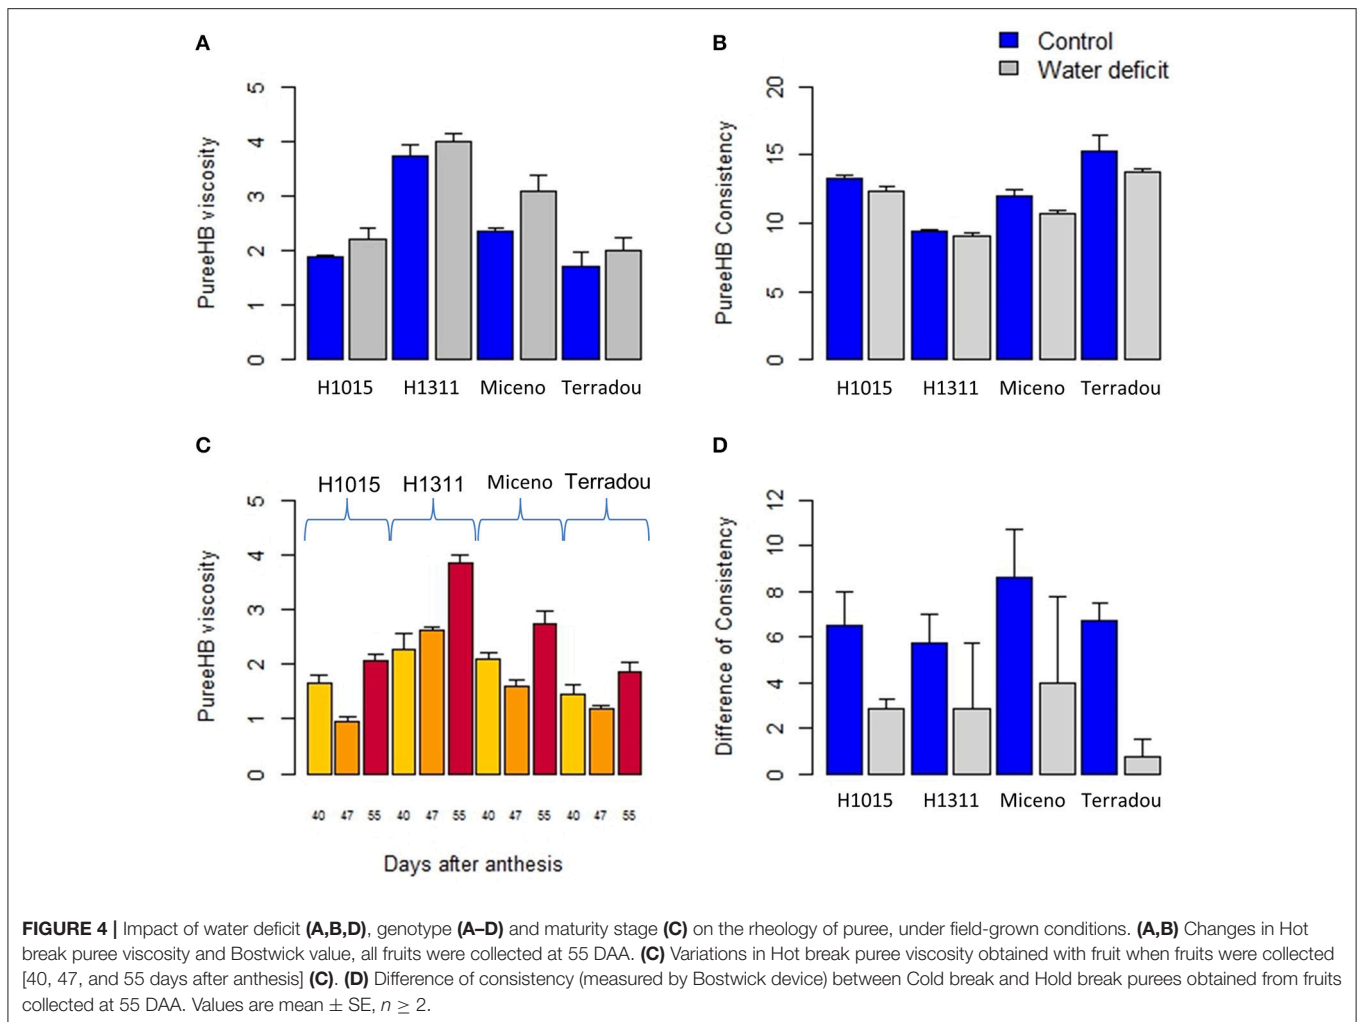 A
B
Control
Water deficit
PureeHB viscosity
5
4
3
2
1
0
H1015 H1311 Miceno Terradou
PureeHB Consistency
20
15
10
5
0
H1015 H1311 Miceno Terradou
C
D
H1015 H1311 Miceno Terradou
PureeHB viscosity
5
4
3
2
1
0
40 47 55 40 47 55 40 47 55 40 47 55
Days after anthesis
Difference of Consistency
12
10
8
6
4
2
0
H1015 H1311 Miceno Terradou
FIGURE 4 | Impact of water deficit (A,B,D), genotype (A–D) and maturity stage (C) on the rheology of puree, under field-grown conditions. (A,B) Changes in Hot
break puree viscosity and Bostwick value, all fruits were collected at 55 DAA. (C) Variations in Hot break puree viscosity obtained with fruit when fruits were collected
[40, 47, and 55 days after anthesis] (C). (D) Difference of consistency (measured by Bostwick device) between Cold break and Hold break purees obtained from fruits
collected at 55 DAA. Values are mean ± SE, n ≥ 2.